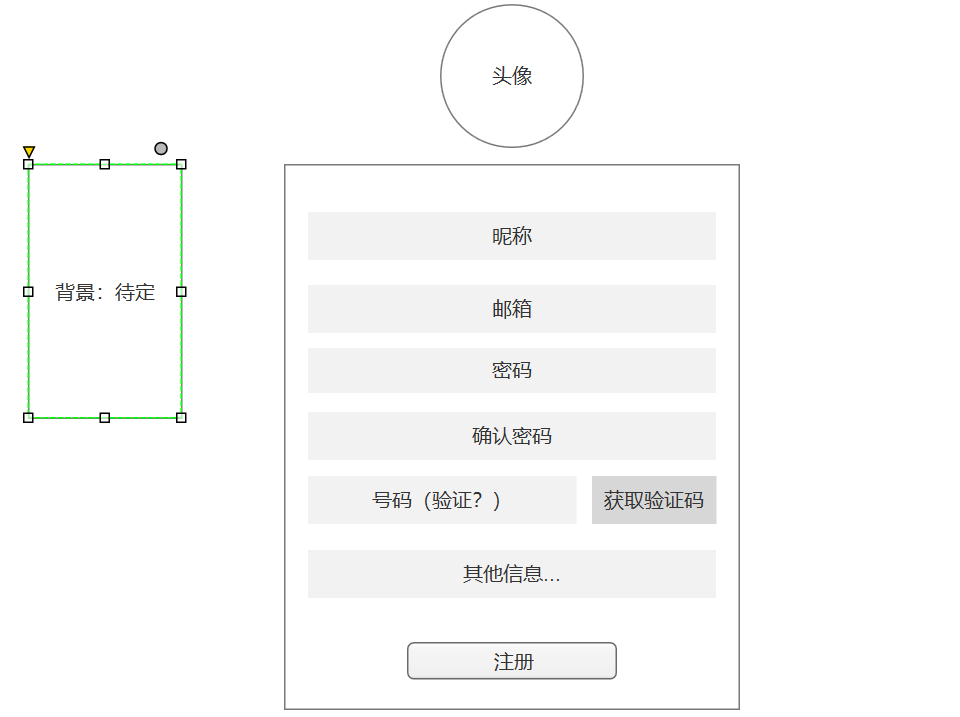 头像
背景：待定
昵称
邮箱
密码
确认密码
号码（验证？）
获取验证码
其他信息...
注册